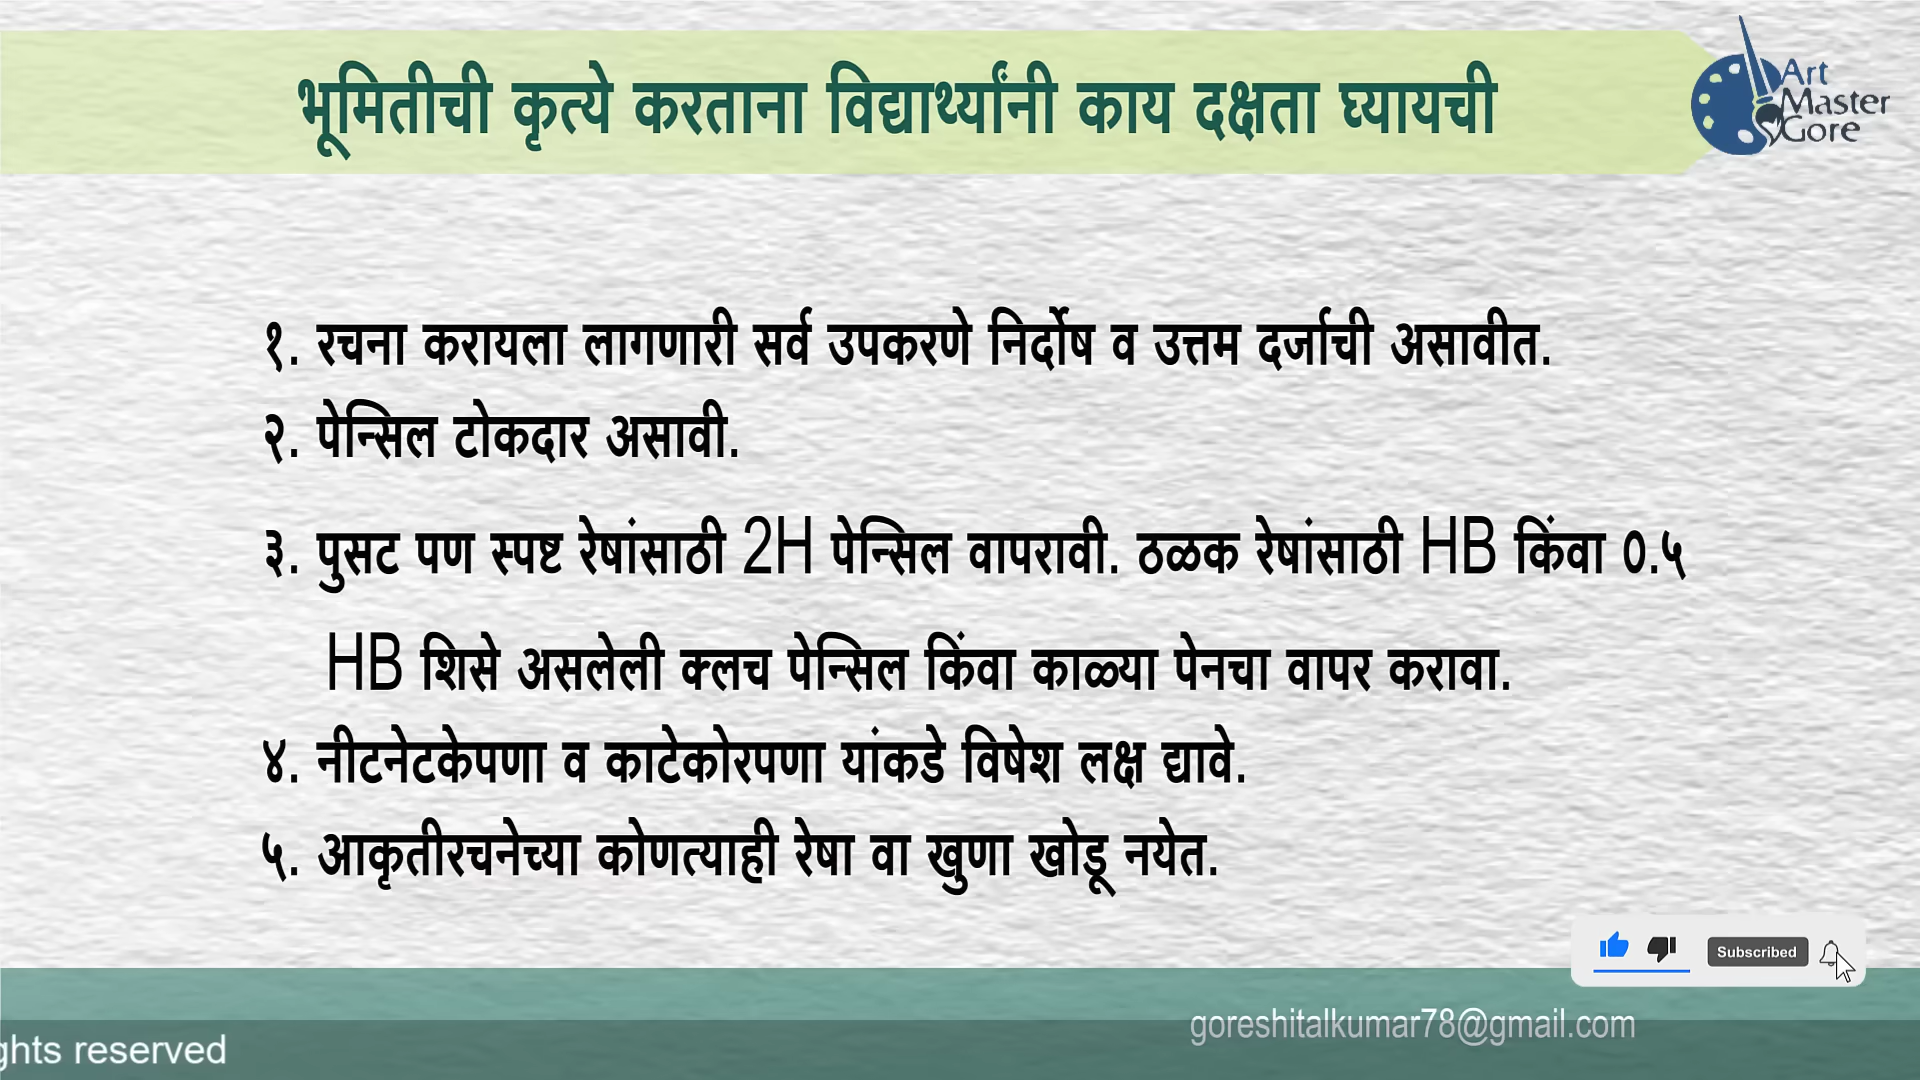 भूमितीची कृत्ये करताना विद्यार्थ्यांनी काय दक्षता घ्यायची
Art
Master
Gore
१. रचना करायला लागणारी सर्व उपकरणे निर्दोष व उत्तम दर्जाची असावीत.
२. पेन्सिल टोकदार असावी.
३. पुसट पण स्पष्ट रेषांसाठी 2H पेन्सिल वापरावी. ठळक रेषांसाठी HB किंवा ०.५
HB शिसे असलेली क्लच पेन्सिल किंवा काळ्या पेनचा वापर करावा.
४. नीटनेटकेपणा व काटेकोरपणा यांकडे विषेश लक्ष द्यावे.
५. आकृतीरचनेच्या कोणत्याही रेषा वा खुणा खोडू नयेत.
Subscribed
goreshitalkumar78@gmail.com
ghts reserved